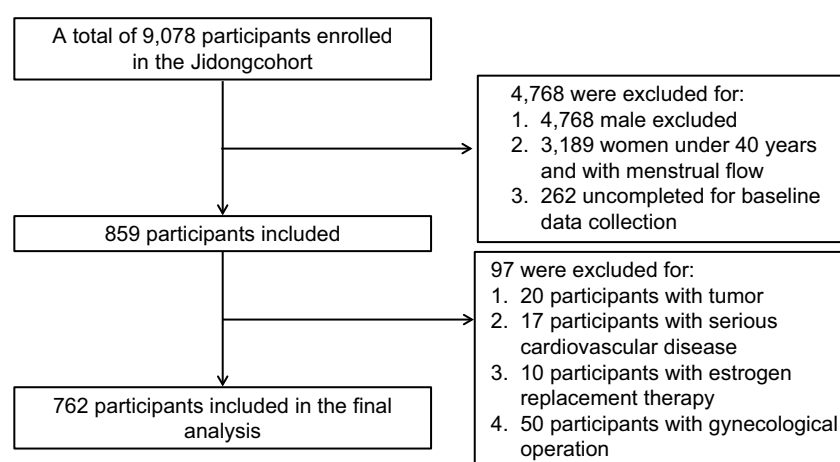 A total of 9,078 participants enrolled
in the Jidongcohort
4,768 were excluded for:
1. 4,768 male excluded
2. 3,189 women under 40 years
and with menstrual flow
3. 262 uncompleted for baseline
data collection
859 participants included
97 were excluded for:
1. 20 participants with tumor
2. 17 participants with serious
cardiovascular disease
3. 10 participants with estrogen
replacement therapy
4. 50 participants with gynecological
operation
762 participants included in the final
analysis